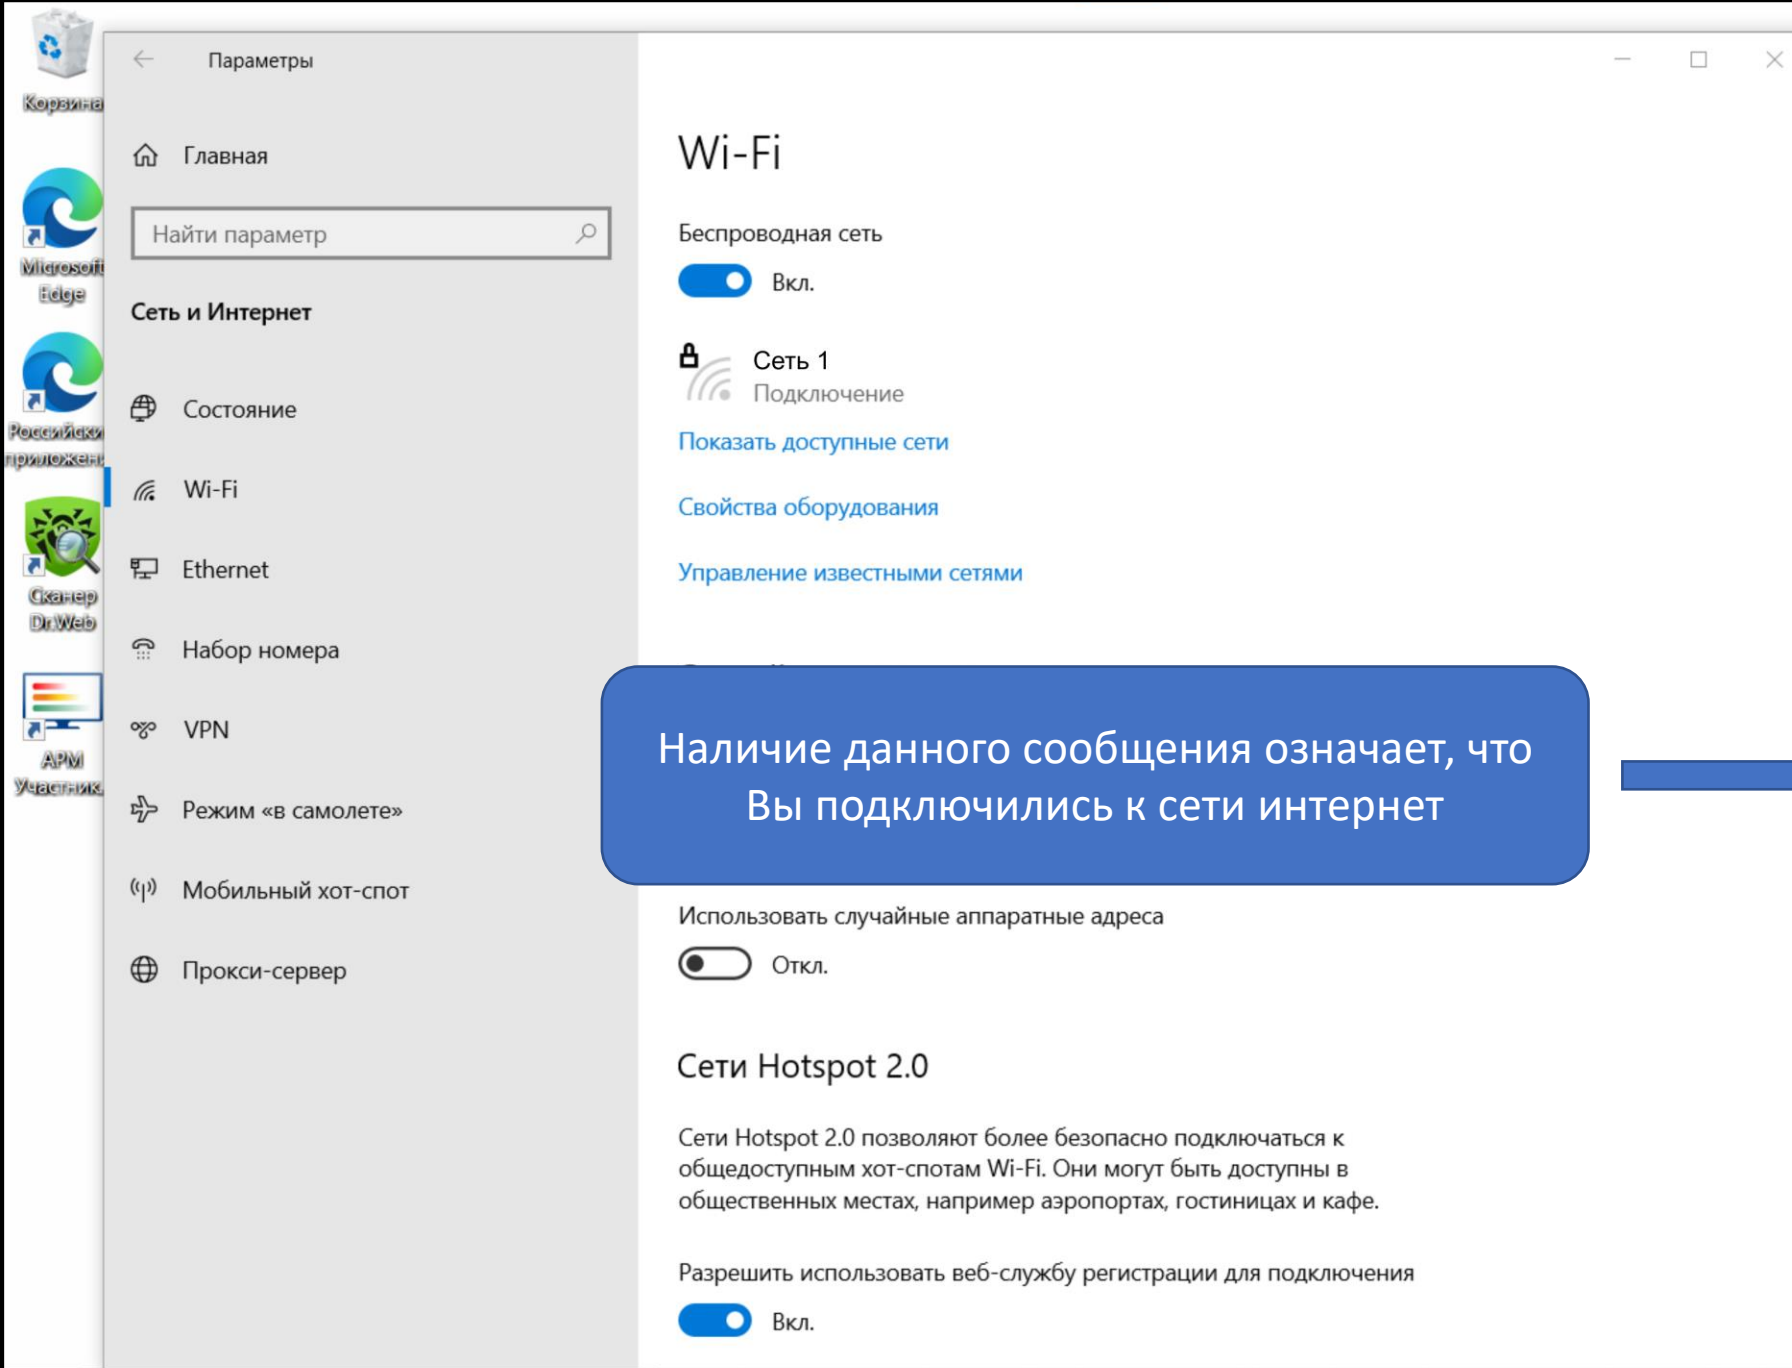 Корзина
Microsoft
Edge
Сканер
Dr.Web
АРМ
Параметры
Главная
Найти параметр
Сеть и Интернет
Состояние
Wi-Fi
Ethernet
Набор номера
VPN
Режим «в самолете»
Мобильный хот-спот
Прокси-сервер
Wi-Fi
Беспроводная сеть
Вкл.
Сеть 1
Подключение
Показать доступные сети
Свойства оборудования
Управление известными сетями
Наличие данного сообщения означает, что
Вы подключились к сети интернет
Использовать случайные аппаратные адреса
Откл.
Сети Hotspot 2.0
Сети Hotspot 2.0 позволяют более безопасно подключаться к
общедоступным хот-спотам Wi-Fi. Они могут быть доступны в
общественных местах, например аэропортах, гостиницах и кафе.
Разрешить использовать веб-службу регистрации для подключения
Вкл.